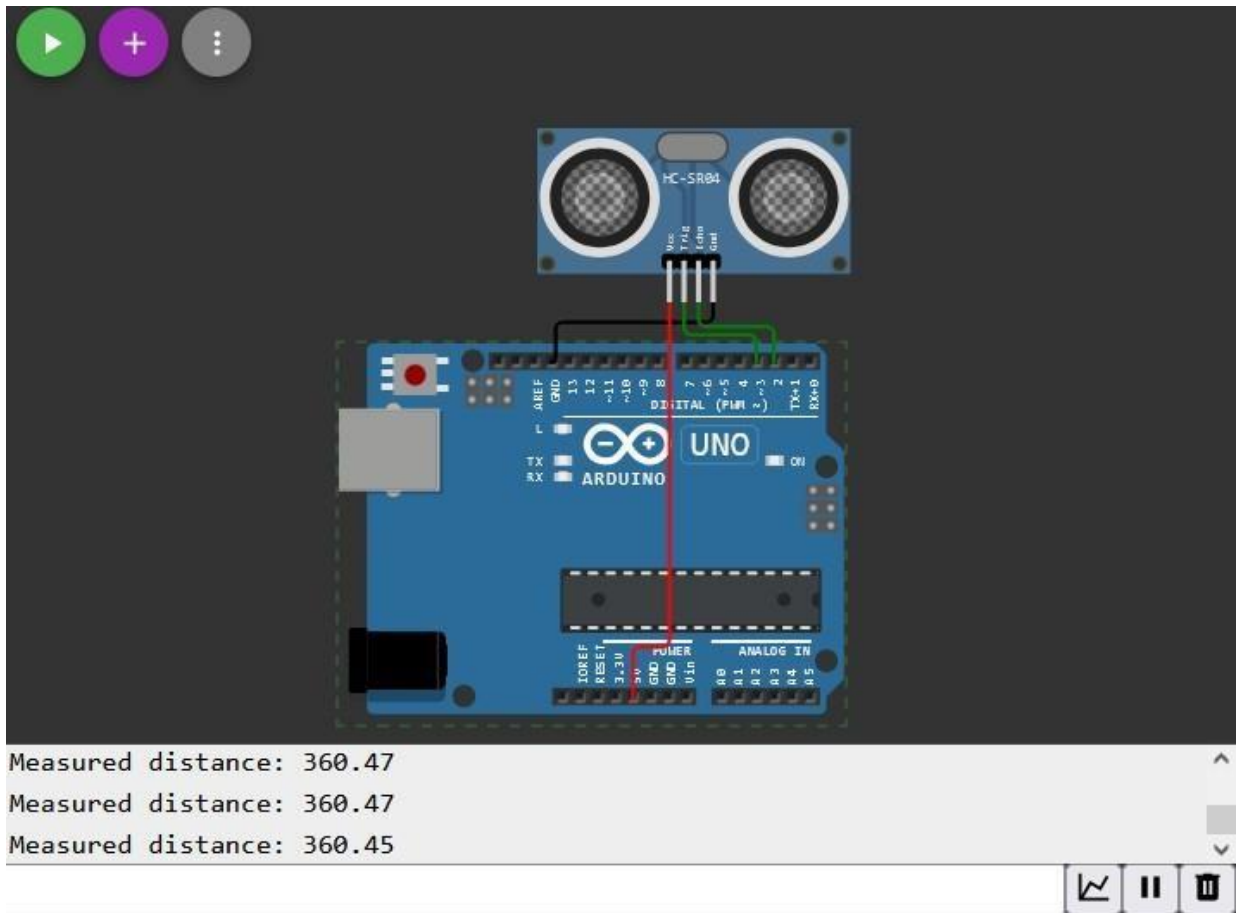 HC-SR04
Vcc
Trig
Echo
Gnd
AREF
GND
13
12
~11
~10
~9
8
7
~6
~5
4
~3
2
TX→1
RX←0
DIGITAL (PWM ~)
L
UNO
TX
ON
RX
ARDUINO
POWER
ANALOG IN
IOREF
RESET
3.3V
5V
GND
GND
Vin
A0
A1
A2
A3
A4
A5
Measured distance: 360.47
Measured distance: 360.47
Measured distance: 360.45